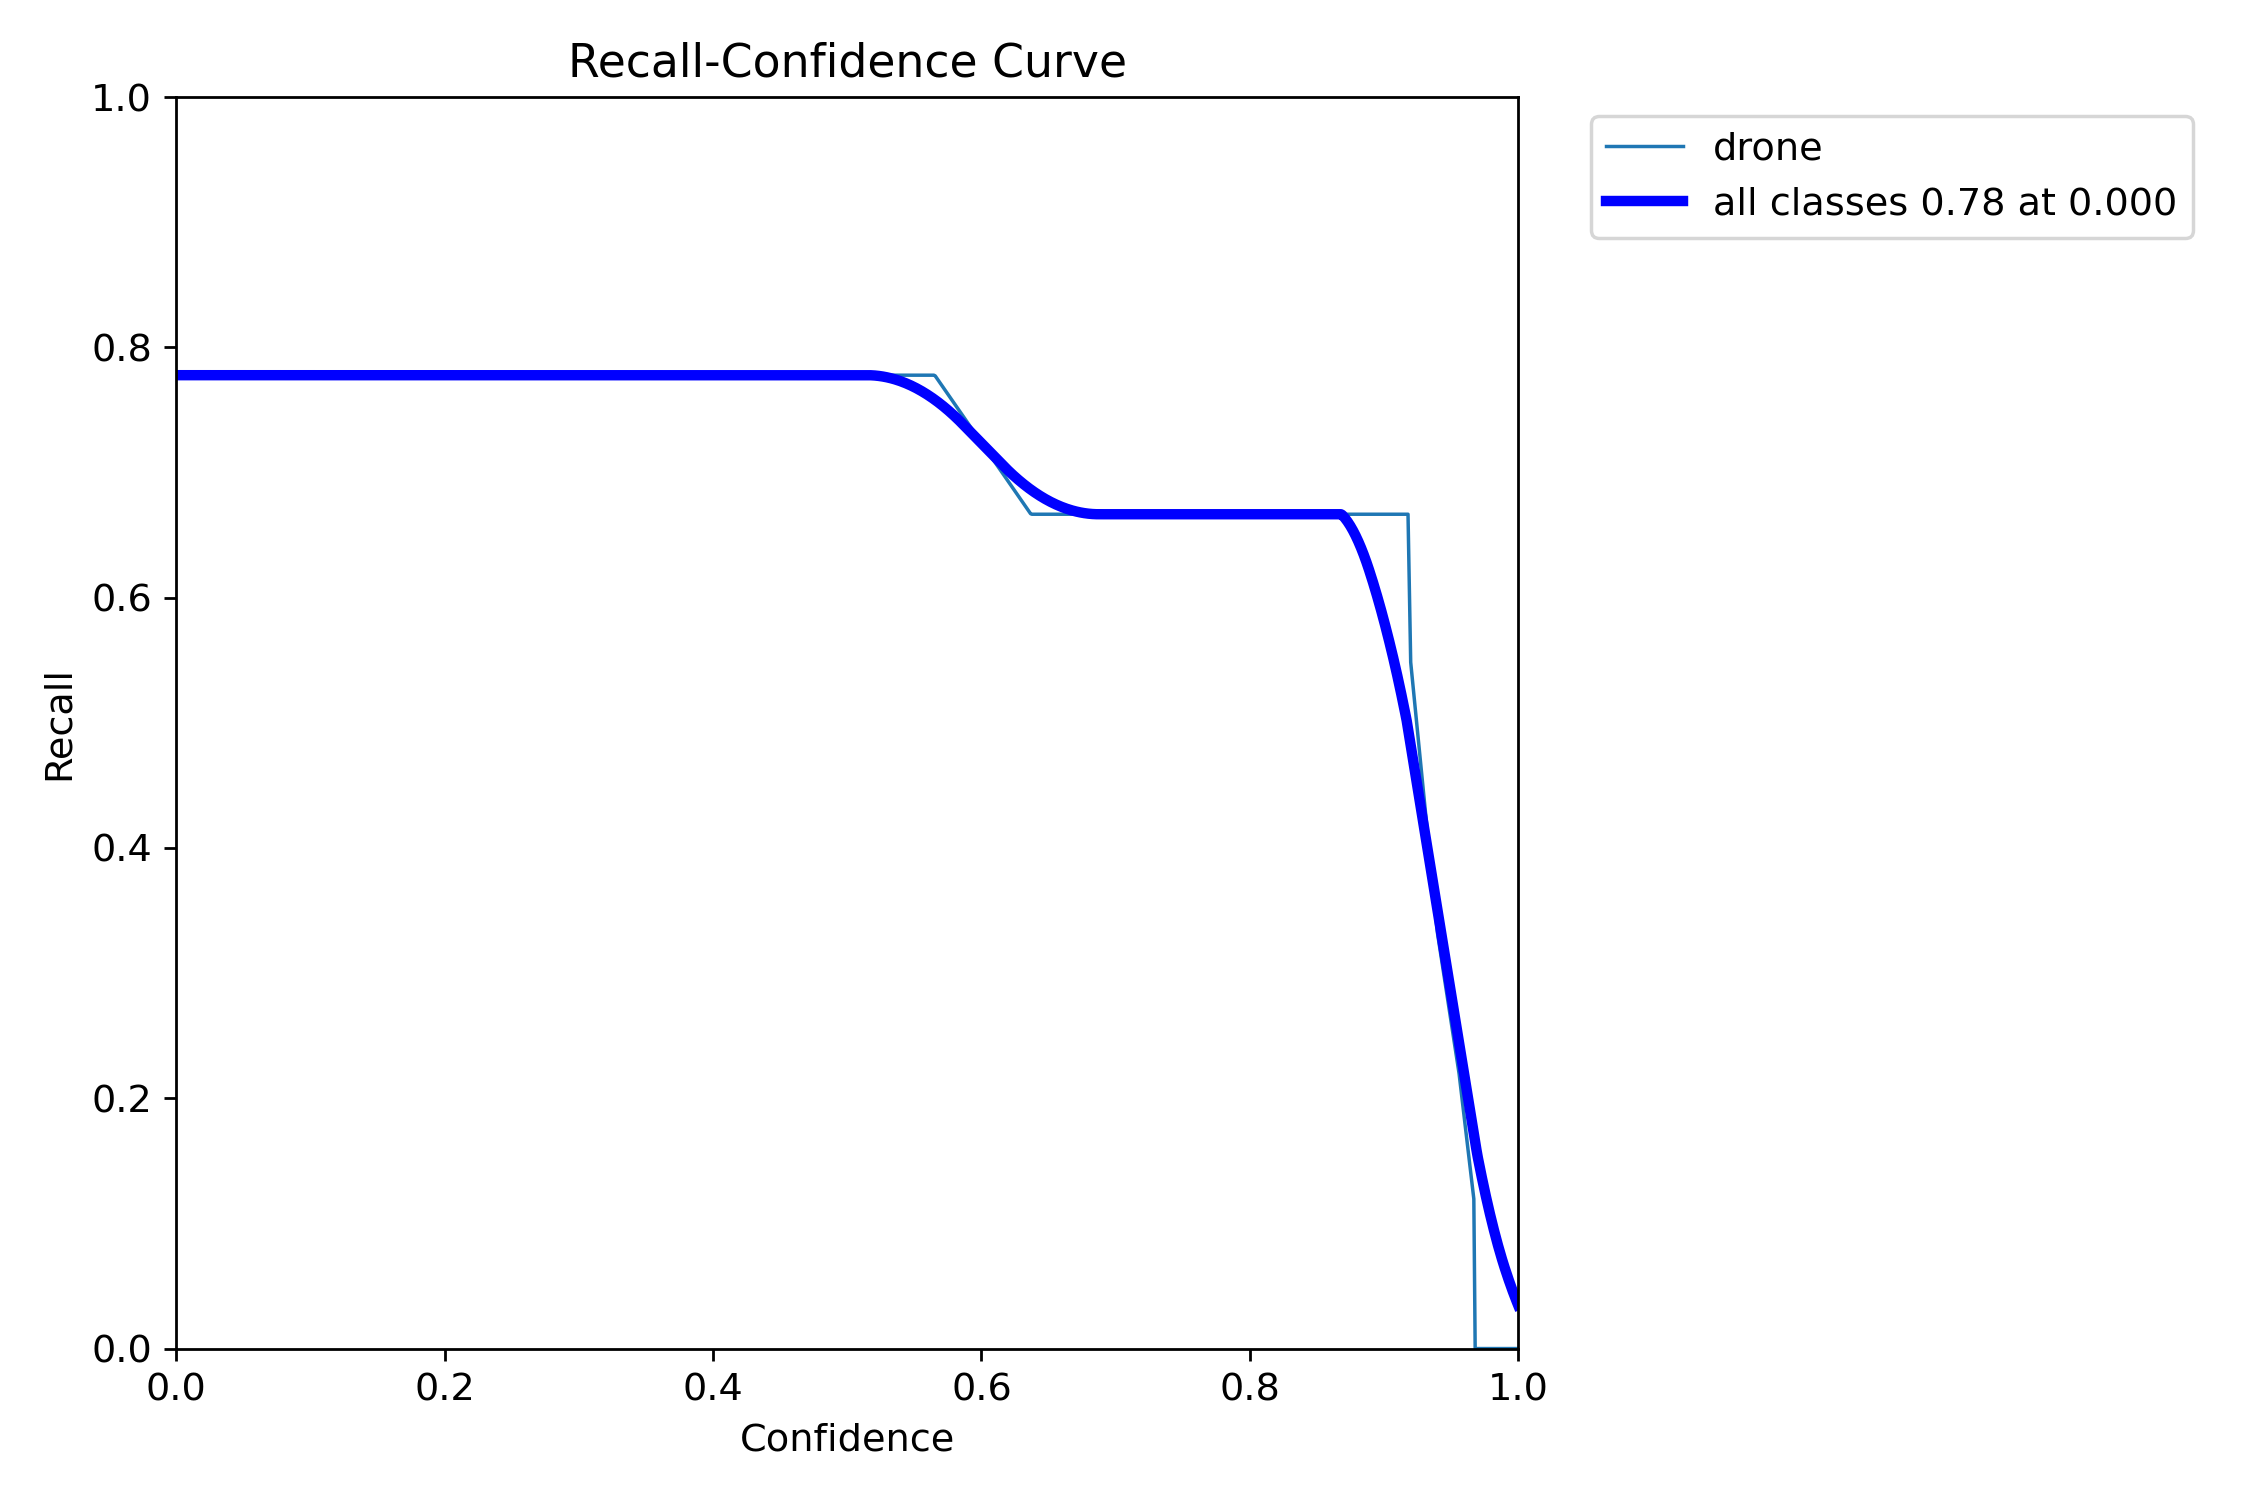 Recall-Confidence Curve
1.0
0.8
0.6
0.4
0.2
0.0
Recall
0.0 0.2 0.4 0.6 0.8 1.0
Confidence
drone
all classes 0.78 at 0.000